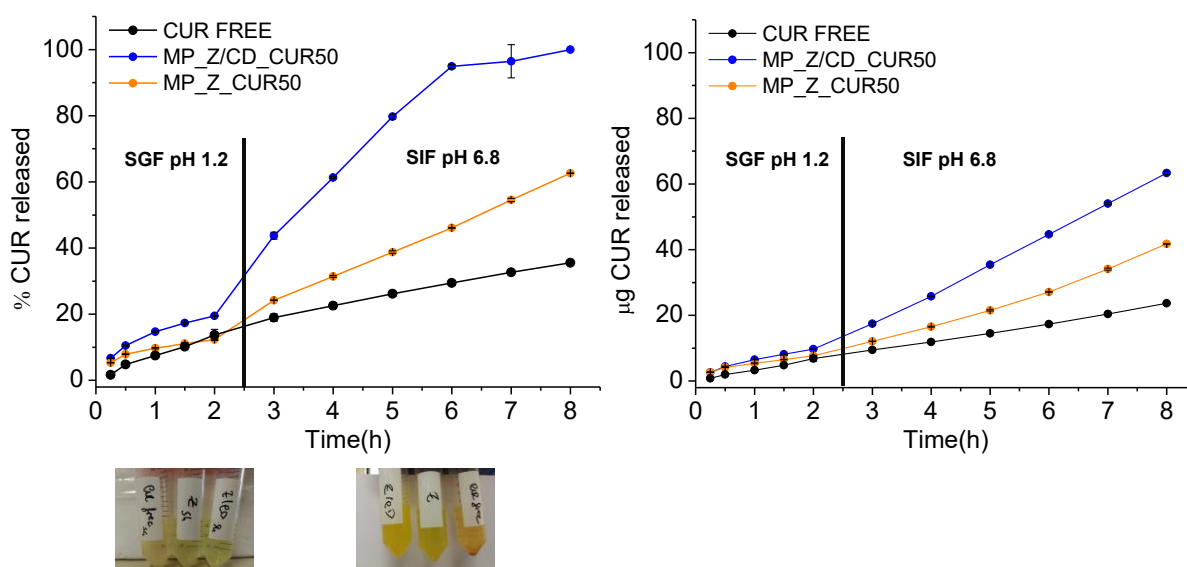 CUR FREE
MP_Z/CD_CUR50
MP_Z_CUR50
% CUR released
100
80
60
40
20
0
SGF pH 1.2
SIF pH 6.8
0 1 2 3 4 5 6 7 8
Time(h)
CUR FREE
MP_Z/CD_CUR50
MP_Z_CUR50
μg CUR released
100
80
60
40
20
0
SGF pH 1.2
SIF pH 6.8
0 1 2 3 4 5 6 7 8
Time(h)
Z
Z